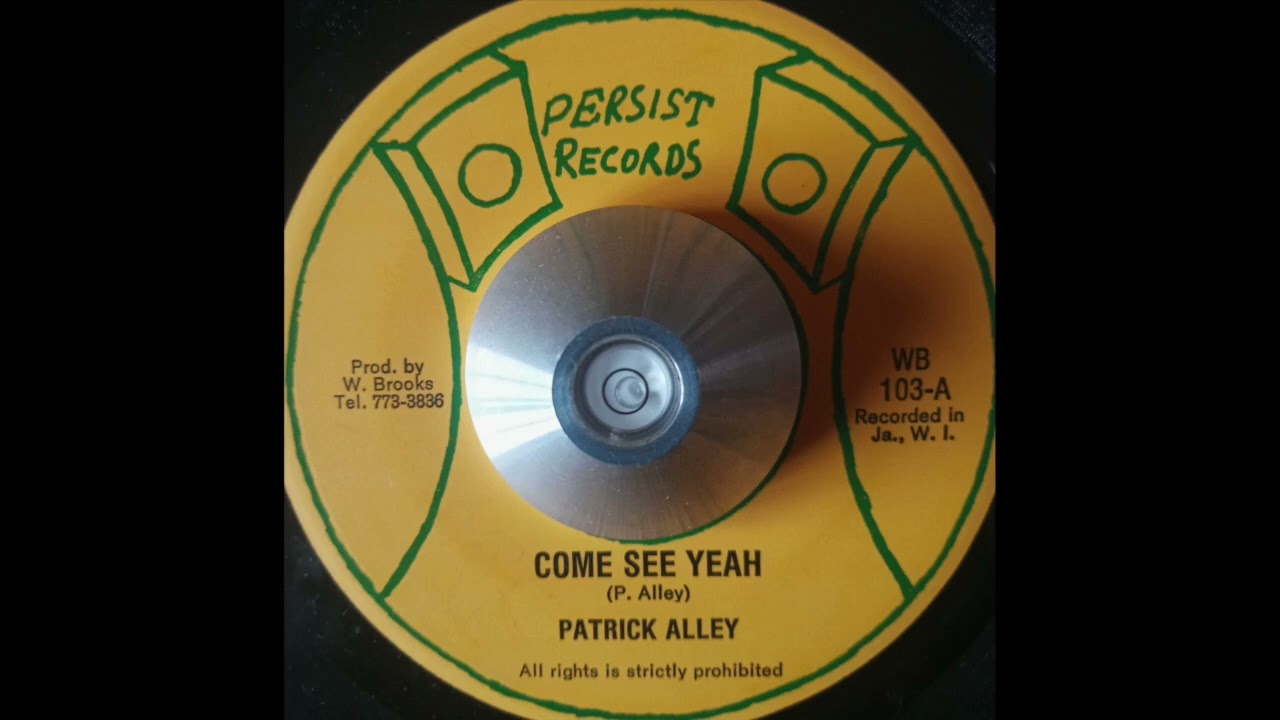 PERSIST
RECORDS
Prod. by
W. Brooks
Tel. 773-3836
WB
103-A
Recorded in
Ja., W. I.
COME SEE YEAH
(P. Alley)
PATRICK ALLEY
All rights is strictly prohibited